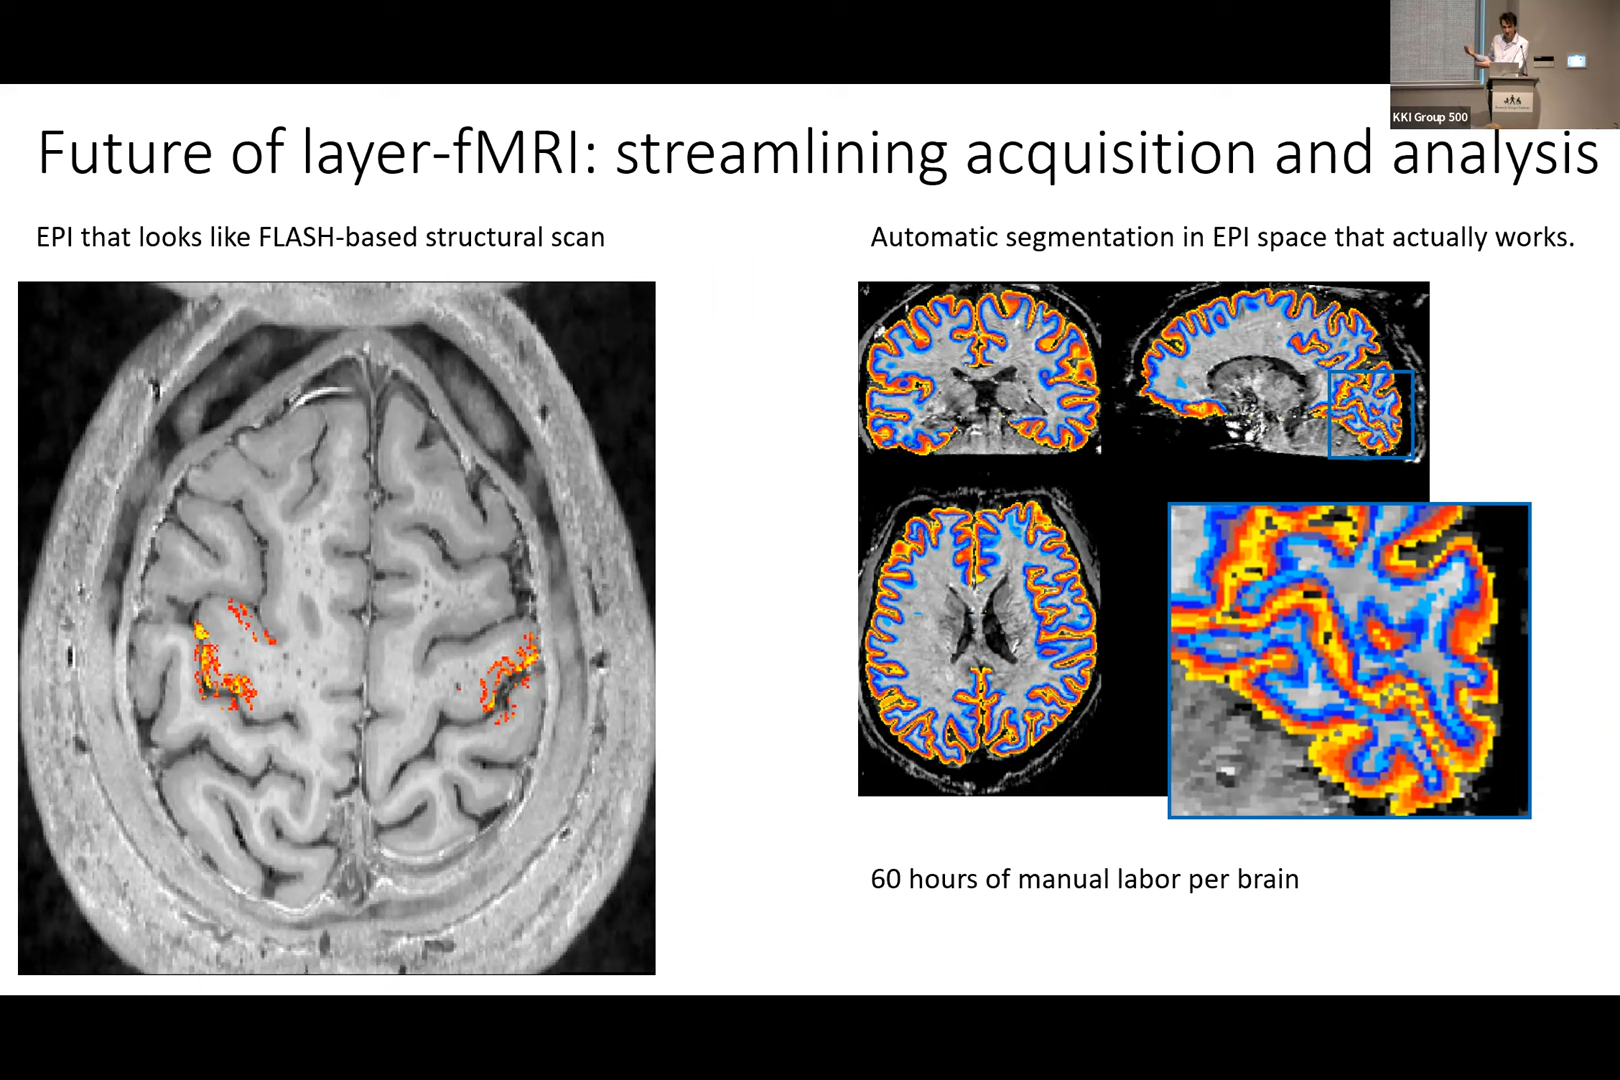 Future of layer-fMRI: streamlining acquisition and analysis
KKI Group 500
EPI that looks like FLASH-based structural scan
Automatic segmentation in EPI space that actually works.
60 hours of manual labor per brain